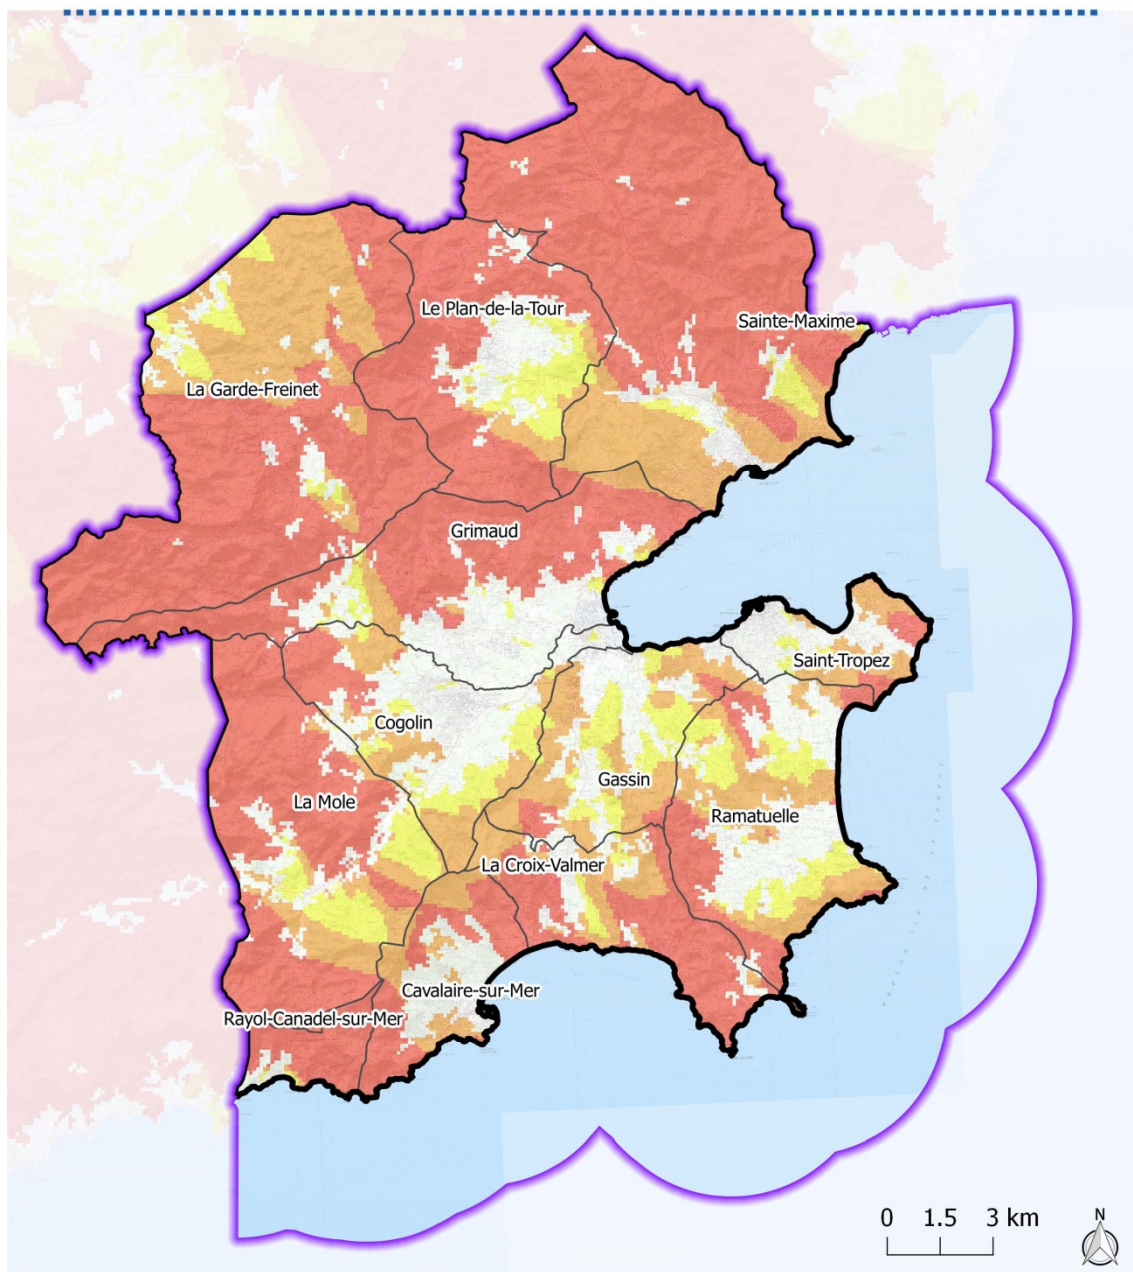 Le Plan-de-la-Tour
Sainte-Maxime
La Garde-Freinet
Grimaud
Saint-Tropez
Cogolin
Gassin
La Mole
Ramatuelle
La Croix-Valmer
Cavalaire-sur-Mer
Rayol-Canadel-sur-Mer
0 1.5 3 km
N